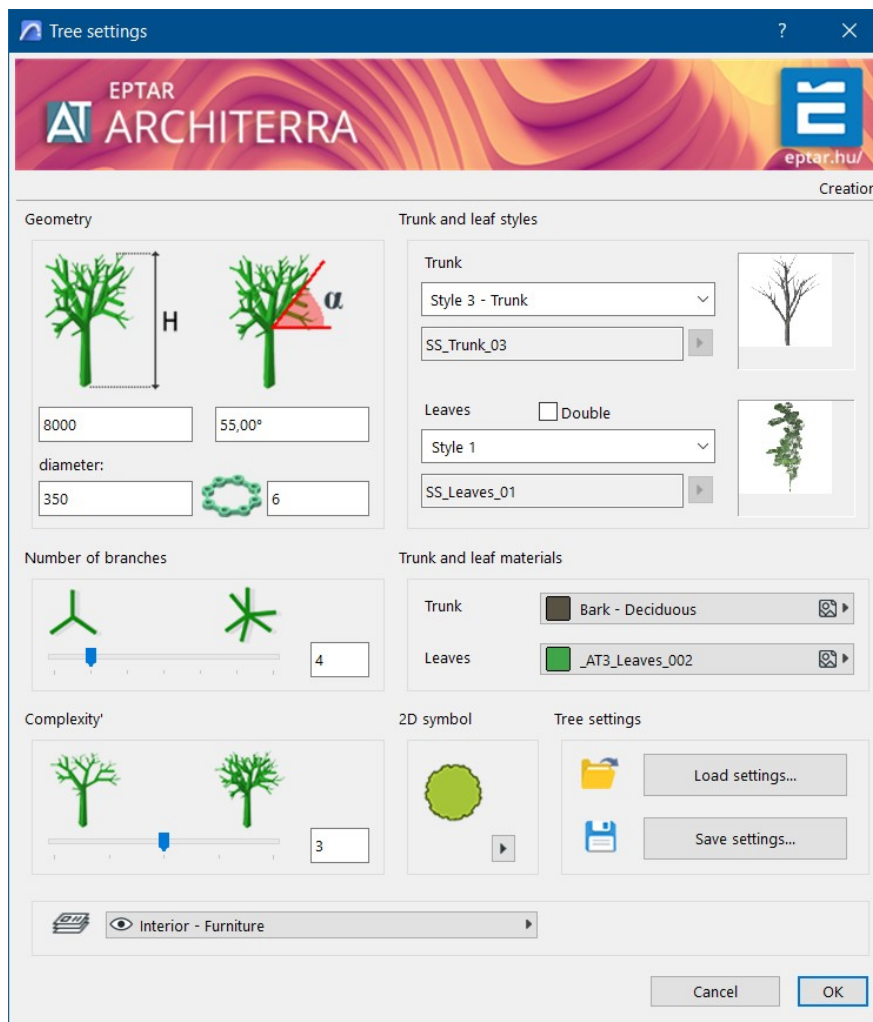 Tree settings
?
EPTAR
AT ARCHITERRA
eptar.hu/
Creation
Geometry
H
α
8000
55,00°
diameter:
350
6
Trunk and leaf styles
Trunk
Style 3 - Trunk
SS_Trunk_03
Leaves
Double
Style 1
SS_Leaves_01
Number of branches
4
Trunk and leaf materials
Trunk
Bark - Deciduous
Leaves
_AT3_Leaves_002
Complexity'
3
2D symbol
Tree settings
Load settings...
Save settings...
Interior - Furniture
Cancel
OK